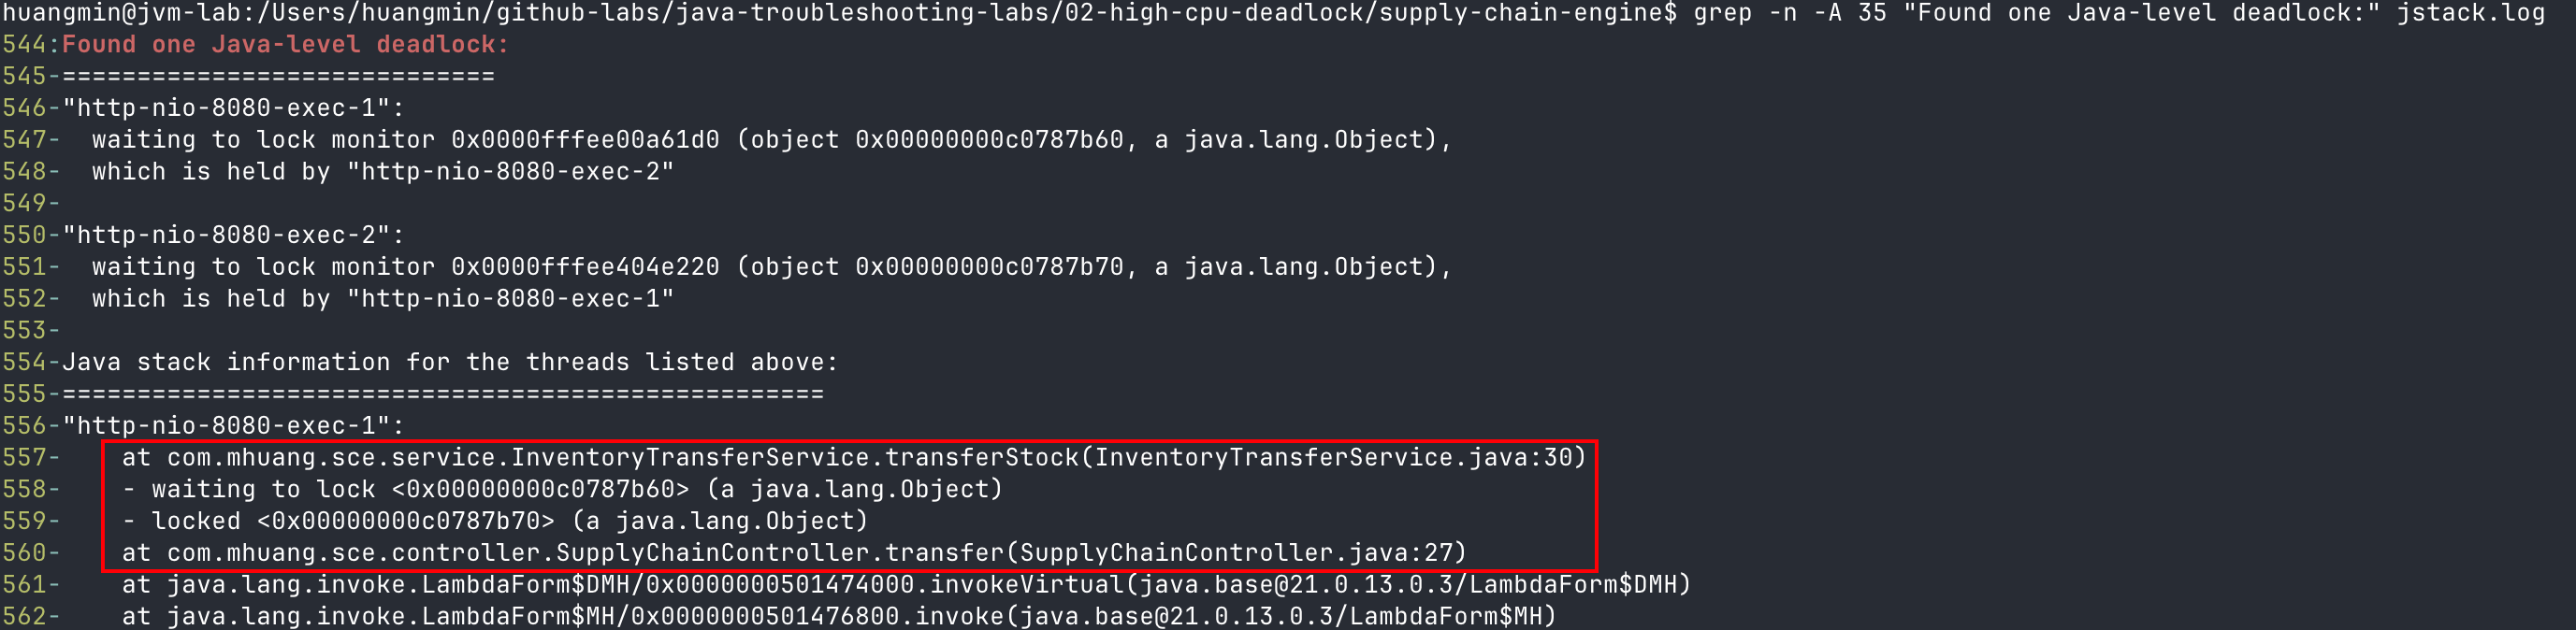 huangmin@jvm-lab:/Users/huangmin/github-labs/java-troubleshooting-labs/02-high-cpu-deadlock/supply-chain-engine$ grep -n -A 35 "Found one Java-level deadlock:" jstack.log
544:Found one Java-level deadlock:
545-=============================
546-"http-nio-8080-exec-1":
547-  waiting to lock monitor 0x0000fffee00a61d0 (object 0x00000000c0787b60, a java.lang.Object),
548-  which is held by "http-nio-8080-exec-2"
549-
550-"http-nio-8080-exec-2":
551-  waiting to lock monitor 0x0000fffee404e220 (object 0x00000000c0787b70, a java.lang.Object),
552-  which is held by "http-nio-8080-exec-1"
553-
554-Java stack information for the threads listed above:
555-===================================================
556-"http-nio-8080-exec-1":
557-    at com.mhuang.sce.service.InventoryTransferService.transferStock(InventoryTransferService.java:30)
558-    - waiting to lock <0x00000000c0787b60> (a java.lang.Object)
559-    - locked <0x00000000c0787b70> (a java.lang.Object)
560-    at com.mhuang.sce.controller.SupplyChainController.transfer(SupplyChainController.java:27)
561-    at java.lang.invoke.LambdaForm$DMH/0x0000000501474000.invokeVirtual(java.base@21.0.13.0.3/LambdaForm$DMH)
562-    at java.lang.invoke.LambdaForm$MH/0x0000000501476800.invoke(java.base@21.0.13.0.3/LambdaForm$MH)